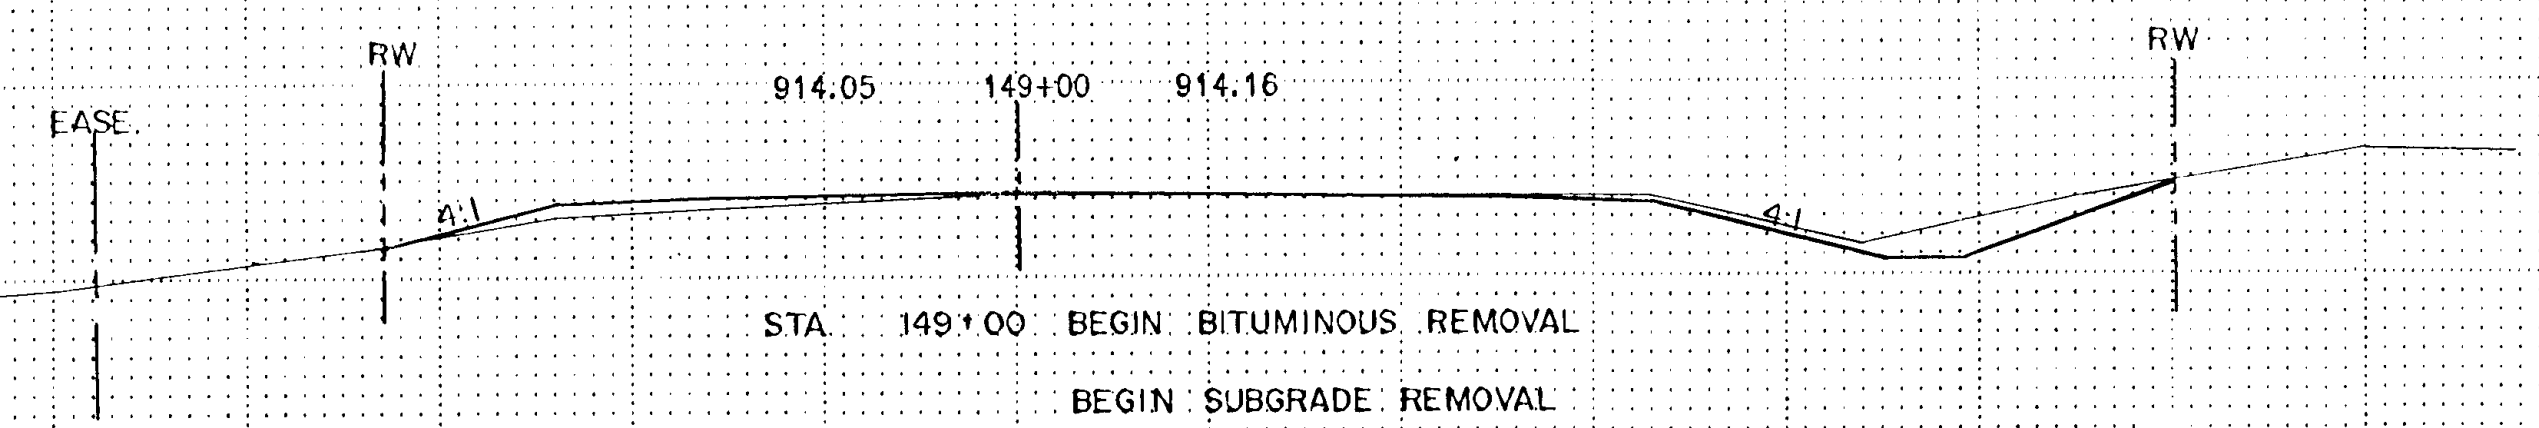 RW RW
914.05 149+00 914.16
EASE.
4:1 4:1
STA. 149+00 BEGIN BITUMINOUS REMOVAL
BEGIN SUBGRADE REMOVAL